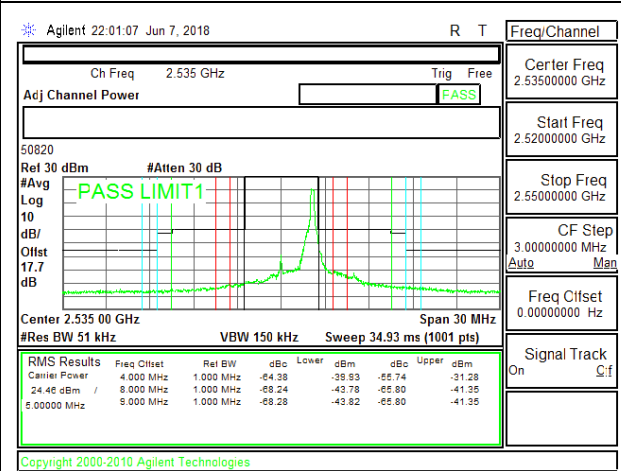 Agilent 22:01:07 Jun 7, 2018 R T
Freq/Channel
Ch Freq 2.535 GHz Trig Free
Adj Channel Power PASS
Center Freq
2.53500000 GHz
Start Freq
2.52000000 GHz
Stop Freq
2.55000000 GHz
CF Step
3.00000000 MHz
Auto Man
Freq Offset
0.00000000 Hz
Signal Track
On Off
50820
Ref 30 dBm #Atten 30 dB
#Avg
Log
10
dB/
Offst
17.7
dB
PASS LIMIT1
Center 2.535 00 GHz Span 30 MHz
#Res BW 51 kHz VBW 150 kHz Sweep 34.93 ms (1001 pts)
RMS Results Freq Offset Ref BW dBc Lower dBm dBc Upper dBm
Carrier Power 4.000 MHz 1.000 MHz -64.38 -39.93 -55.74 -31.28
24.46 dBm / 8.000 MHz 1.000 MHz -68.24 -43.78 -65.80 -41.35
5.00000 MHz 9.000 MHz 1.000 MHz -68.28 -43.82 -65.80 -41.35
Copyright 2000-2010 Agilent Technologies